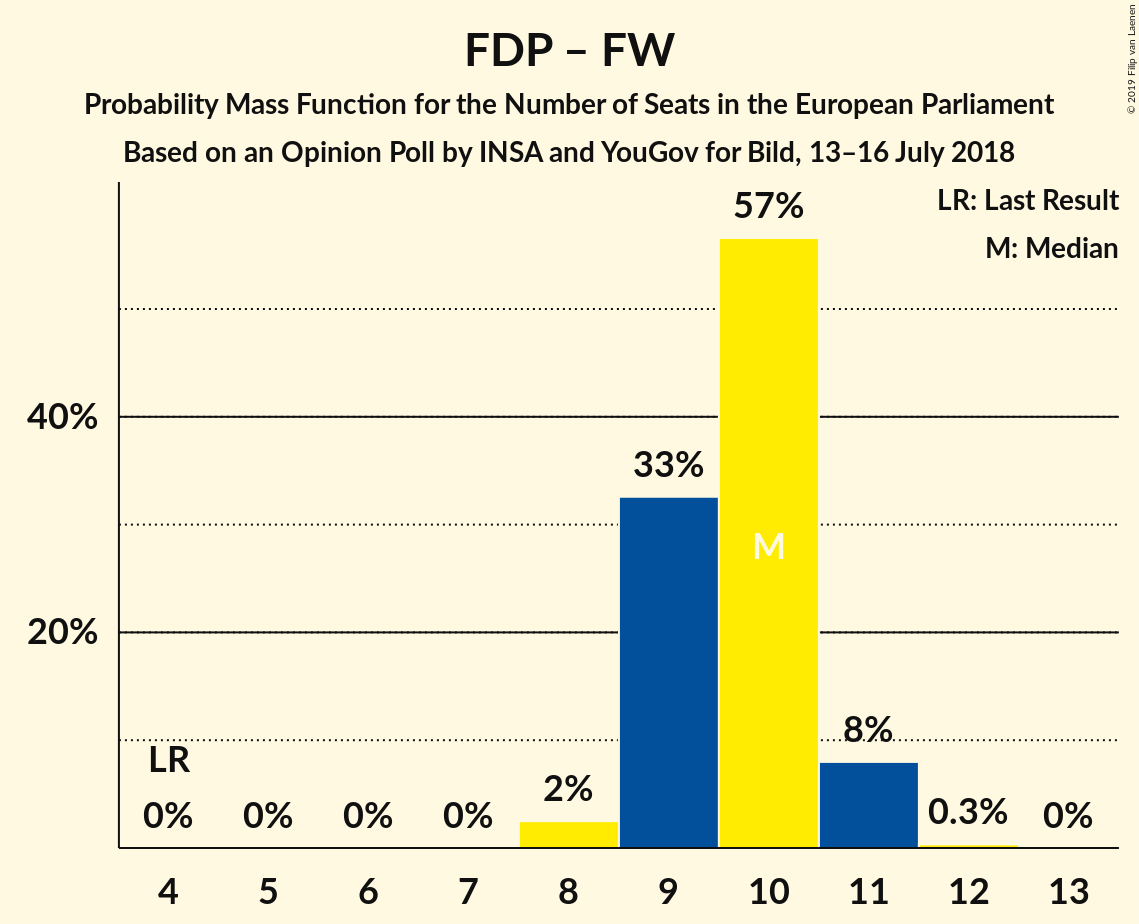 FDP – FW
Probability Mass Function for the Number of Seats in the European Parliament
Based on an Opinion Poll by INSA and YouGov for Bild, 13–16 July 2018
© 2019 Filip van Laenen
LR: Last Result
M: Median
57%
40%
33%
M
20%
8%
LR
2%
0% 0% 0% 0% 0.3% 0%
4 5 6 7 8 9 10 11 12 13